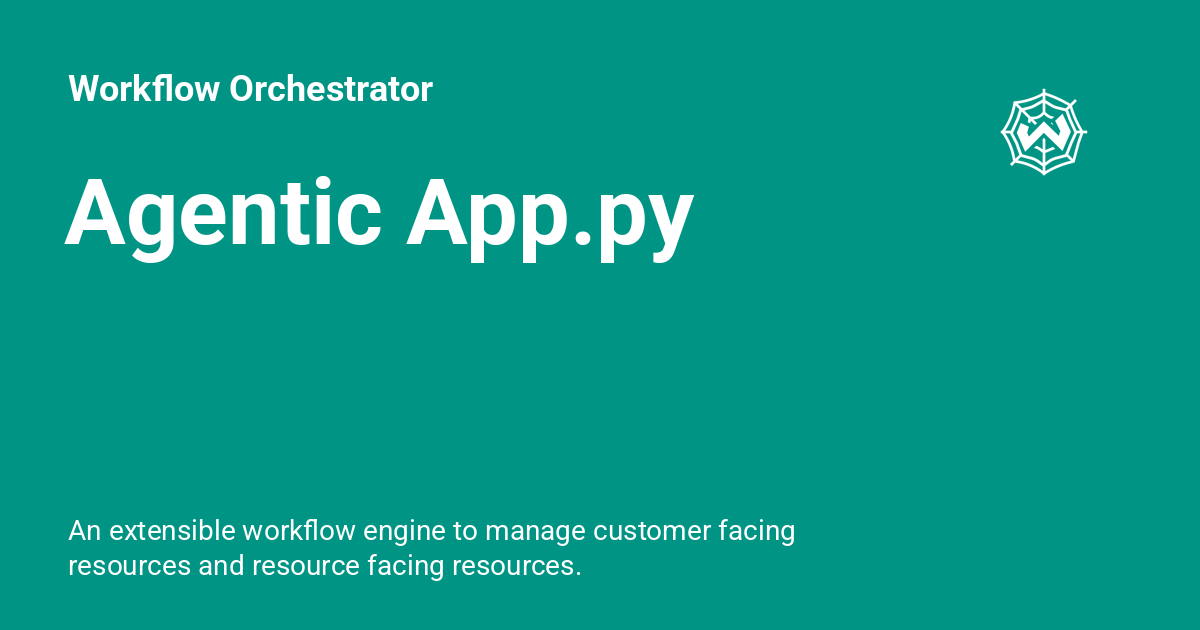 Workflow Orchestrator
Agentic App.py
An extensible workflow engine to manage customer facing
resources and resource facing resources.